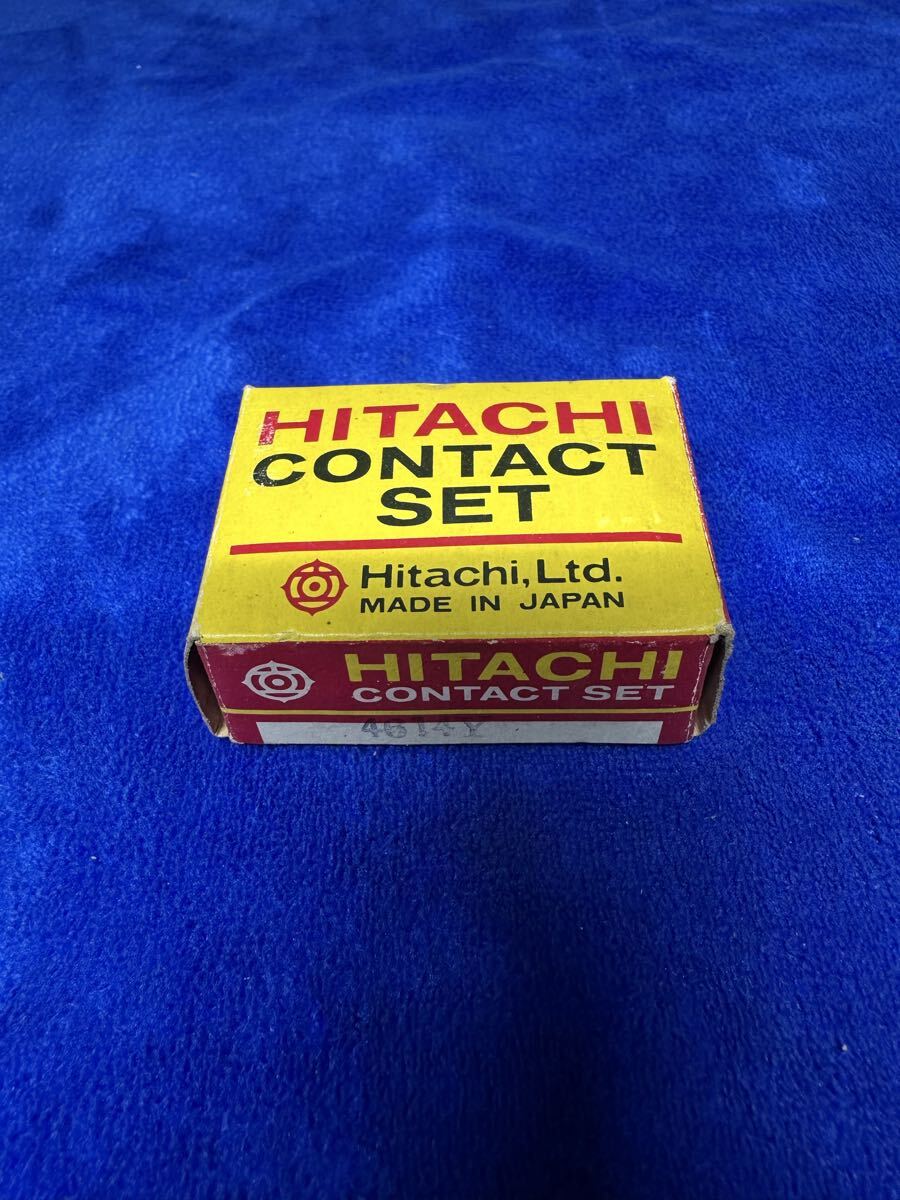 HITACHI
CONTACT
SET
Hitachi, Ltd.
MADE IN JAPAN
HITACHI
CONTACT SET
4614Y